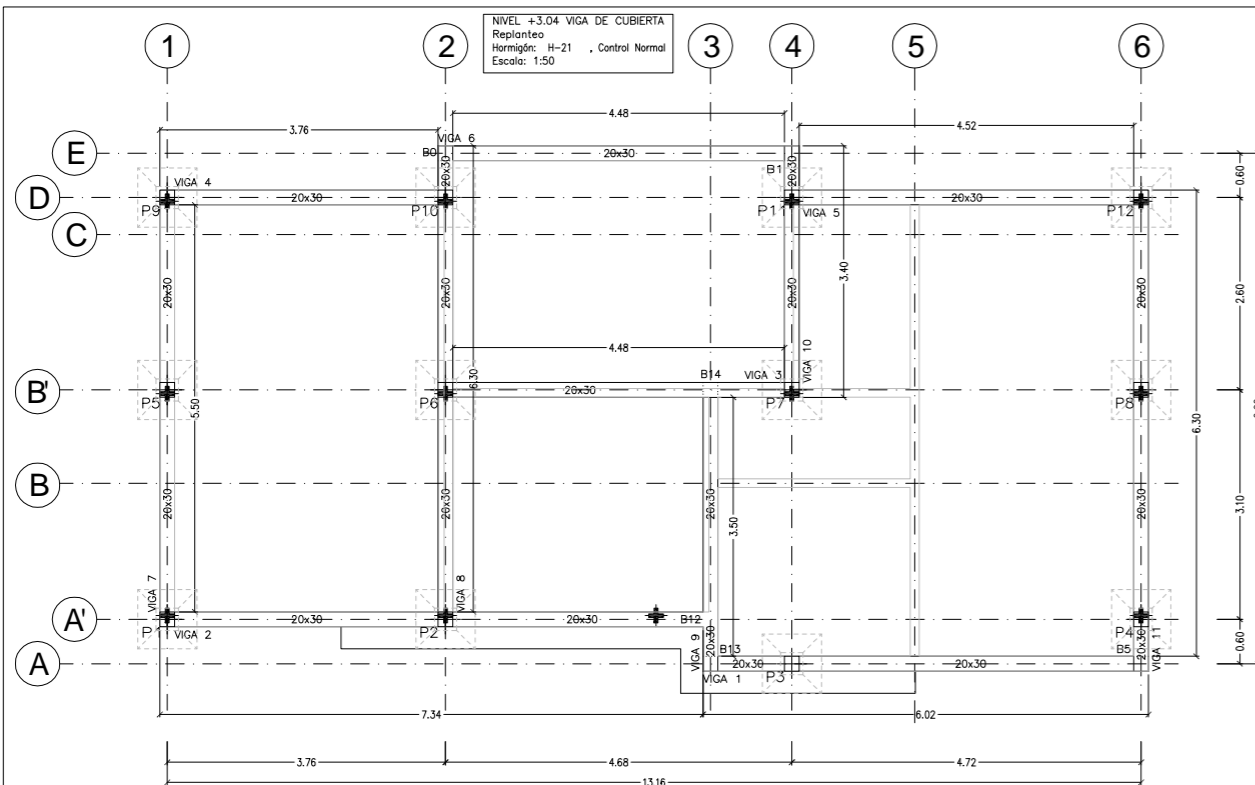 NIVEL +3.04 VIGA DE CUBIERTA
Replanteo
Hormigón: H-21 , Control Normal
Escala: 1:50
1
2
3
4
5
6
4.48
3.76
4.52
VIGA 6
E
B0
20x30
B1
20x30
20x30
0.60
VIGA 4
D
20x30
20x30
P9
P10
P11
VIGA 5
P12
C
20x30
20x30
20x30
20x30
3.40
2.60
4.48
VIGA 10
B'
6.30
20x30
B14
VIGA 3
P5
P6
P7
P8
5.50
6.30
B
20x30
20x30
20x30
20x30
3.50
3.10
VIGA 7
VIGA 8
A'
20x30
20x30
B12
P1
VIGA 2
P2
P4
20x30
20x30
0.60
A
VIGA 9
B13
20x30
20x30
B5
VIGA 11
VIGA 1
P3
7.34
6.02
3.76
4.68
4.72
13.16